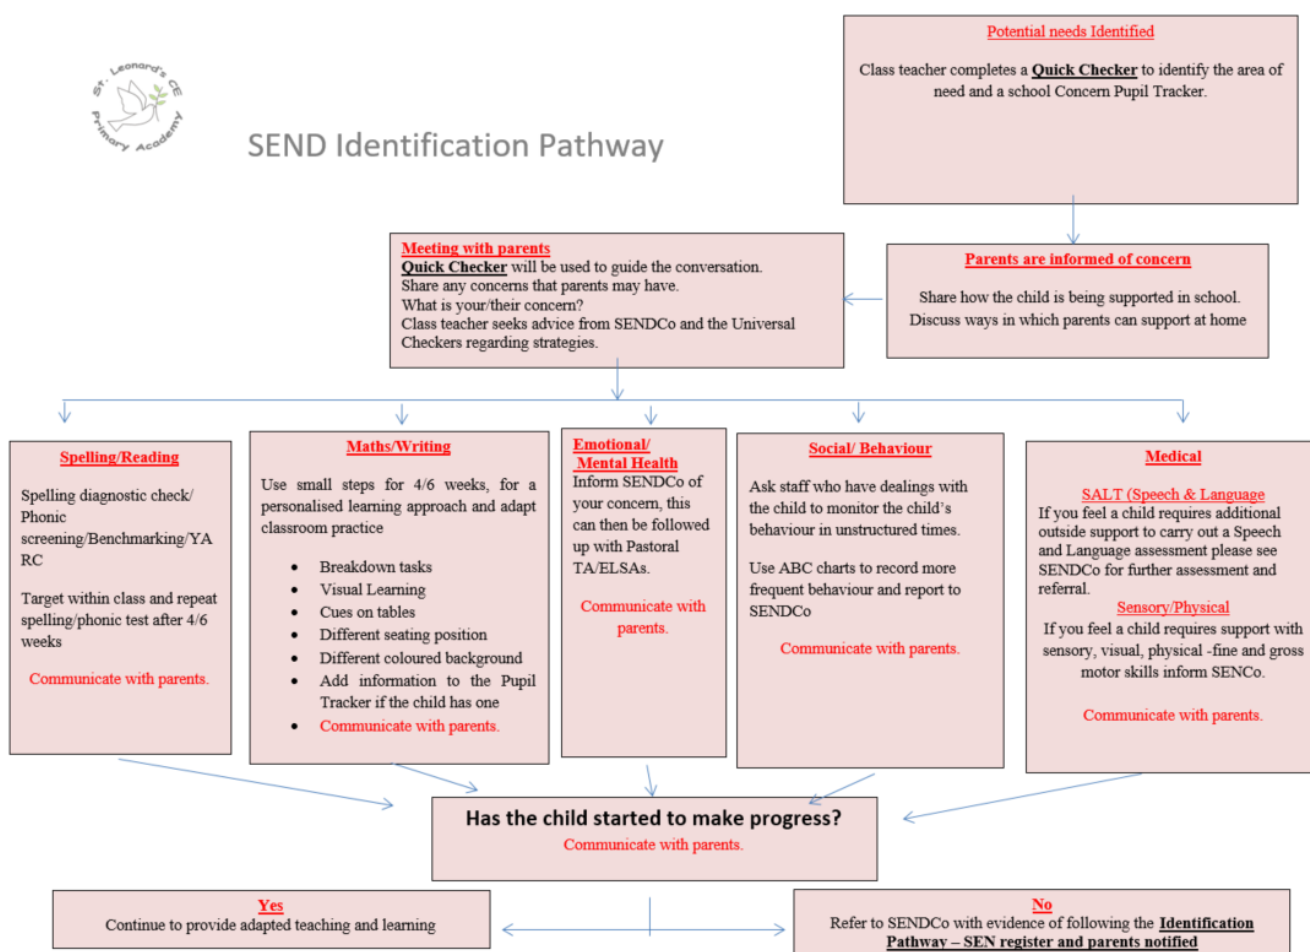 St. Leonard's CE
Primary Academy
SEND Identification Pathway
Potential needs Identified
Class teacher completes a Quick Checker to identify the area of
need and a school Concern Pupil Tracker.
Parents are informed of concern
Share how the child is being supported in school.
Discuss ways in which parents can support at home
Meeting with parents
Quick Checker will be used to guide the conversation.
Share any concerns that parents may have.
What is your/their concern?
Class teacher seeks advice from SENDCo and the Universal
Checkers regarding strategies.
Spelling/Reading
Spelling diagnostic check/
Phonic
screening/Benchmarking/YA
RC
Target within class and repeat
spelling/phonic test after 4/6
weeks
Communicate with parents.
Maths/Writing
Use small steps for 4/6 weeks, for a
personalised learning approach and adapt
classroom practice
• Breakdown tasks
• Visual Learning
• Cues on tables
• Different seating position
• Different coloured background
• Add information to the Pupil
Tracker if the child has one
• Communicate with parents.
Emotional/
Mental Health
Inform SENDCo of
your concern, this
can then be followed
up with Pastoral
TA/ELSAs.
Communicate with
parents.
Social/ Behaviour
Ask staff who have dealings with
the child to monitor the child's
behaviour in unstructured times.
Use ABC charts to record more
frequent behaviour and report to
SENDCo
Communicate with parents.
Medical
SALT (Speech & Language
If you feel a child requires additional
outside support to carry out a Speech
and Language assessment please see
SENDCo for further assessment and
referral.
Sensory/Physical
If you feel a child requires support with
sensory, visual, physical -fine and gross
motor skills inform SENCo.
Communicate with parents.
Has the child started to make progress?
Communicate with parents.
Yes
Continue to provide adapted teaching and learning
No
Refer to SENDCo with evidence of following the Identification
Pathway – SEN register and parents notified